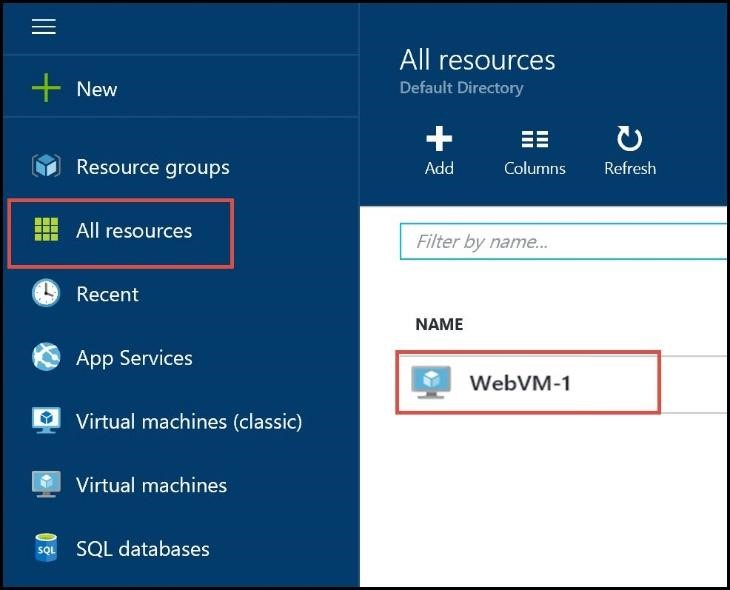 New
Resource groups
All resources
Recent
App Services
Virtual machines (classic)
Virtual machines
SQL
SQL databases
All resources
Default Directory
Add
Columns
Refresh
Filter by name...
NAME
WebVM-1